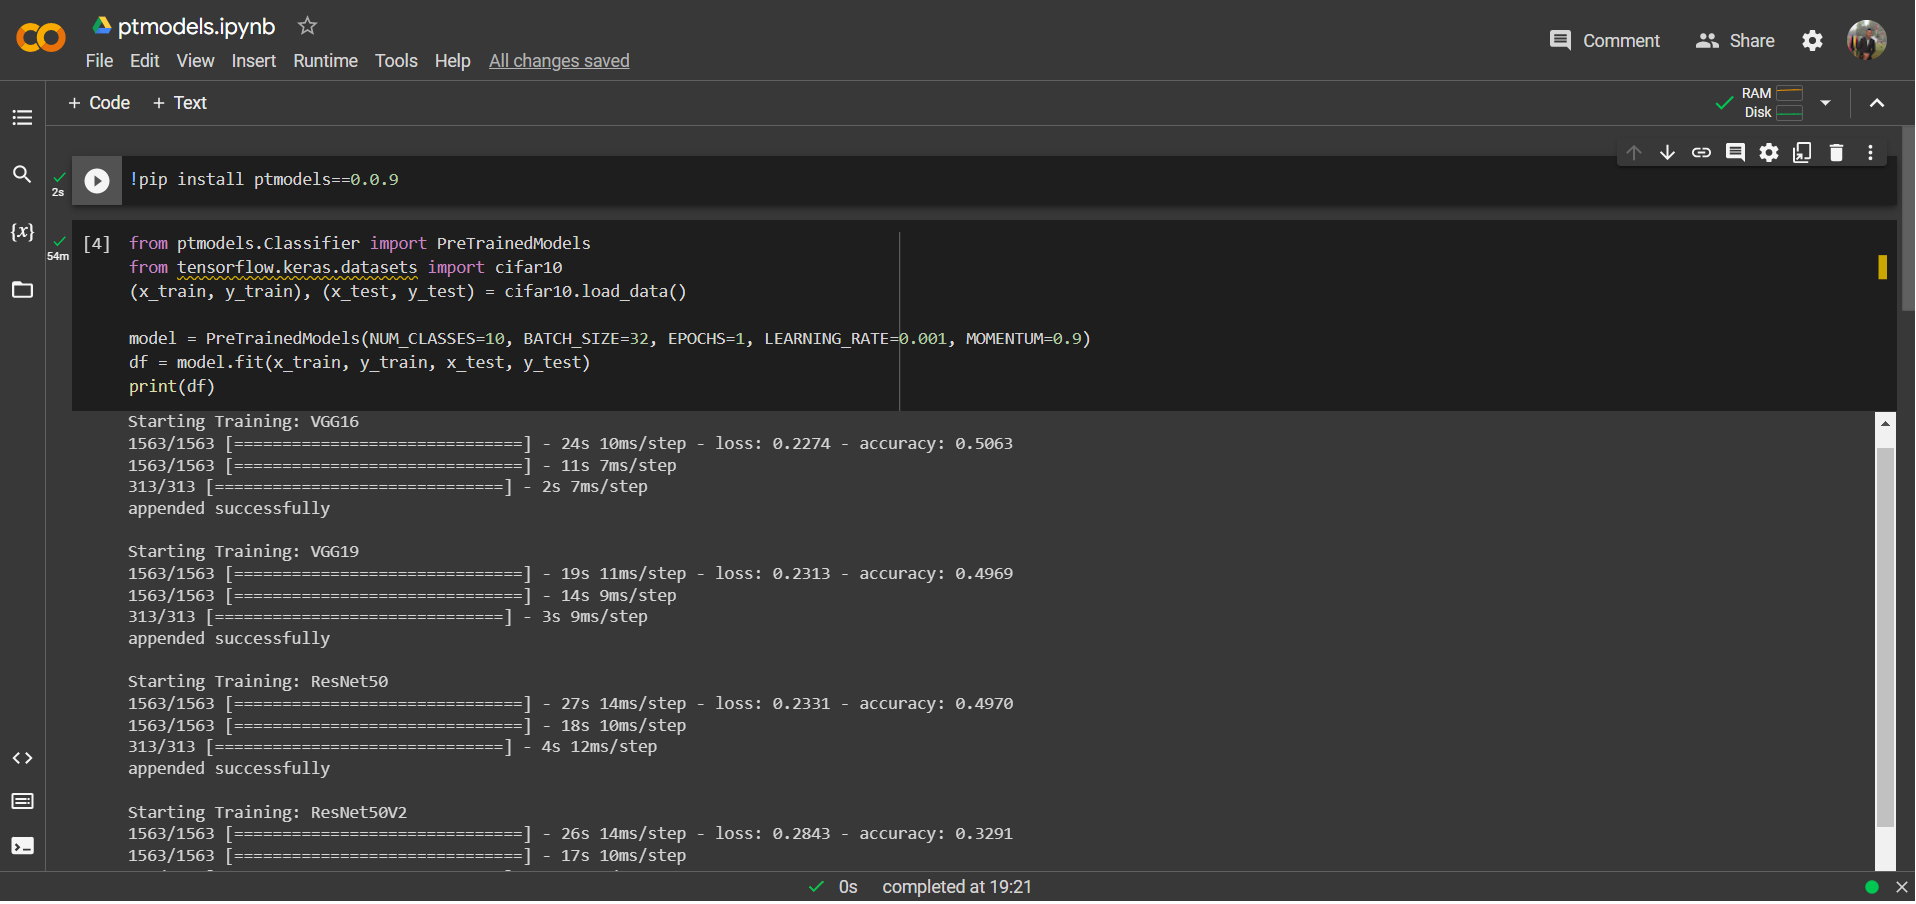 ptmodels.ipynb
File Edit View Insert Runtime Tools Help All changes saved
Comment Share
+ Code + Text
RAM
Disk
2s
!pip install ptmodels==0.0.9
54m
[4] from ptmodels.Classifier import PreTrainedModels
from tensorflow.keras.datasets import cifar10
(x_train, y_train), (x_test, y_test) = cifar10.load_data()
model = PreTrainedModels(NUM_CLASSES=10, BATCH_SIZE=32, EPOCHS=1, LEARNING_RATE=0.001, MOMENTUM=0.9)
df = model.fit(x_train, y_train, x_test, y_test)
print(df)
Starting Training: VGG16
1563/1563 [==============================] - 24s 10ms/step - loss: 0.2274 - accuracy: 0.5063
1563/1563 [==============================] - 11s 7ms/step
313/313 [==============================] - 2s 7ms/step
appended successfully
Starting Training: VGG19
1563/1563 [==============================] - 19s 11ms/step - loss: 0.2313 - accuracy: 0.4969
1563/1563 [==============================] - 14s 9ms/step
313/313 [==============================] - 3s 9ms/step
appended successfully
Starting Training: ResNet50
1563/1563 [==============================] - 27s 14ms/step - loss: 0.2331 - accuracy: 0.4970
1563/1563 [==============================] - 18s 10ms/step
313/313 [==============================] - 4s 12ms/step
appended successfully
Starting Training: ResNet50V2
1563/1563 [==============================] - 26s 14ms/step - loss: 0.2843 - accuracy: 0.3291
1563/1563 [==============================] - 17s 10ms/step
0s completed at 19:21